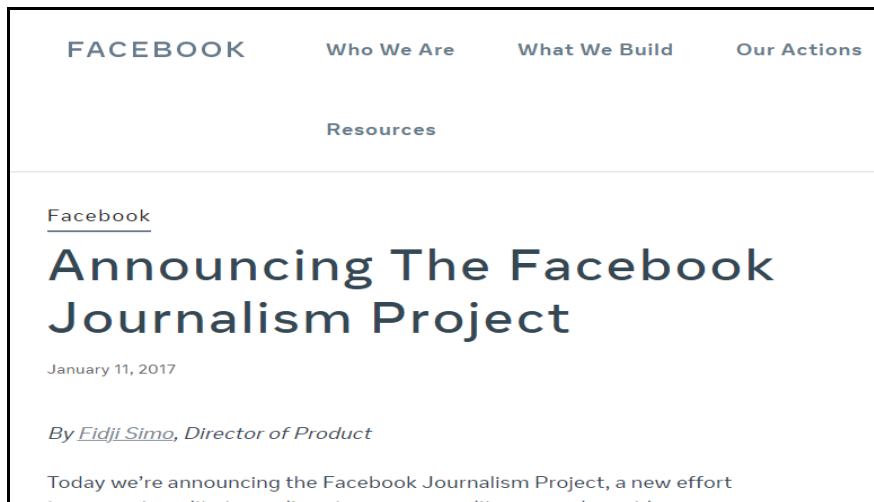 FACEBOOK Who We Are What We Build Our Actions
Resources
Facebook
Announcing The Facebook
Journalism Project
January 11, 2017
By Fidji Simo, Director of Product
Today we're announcing the Facebook Journalism Project, a new effort